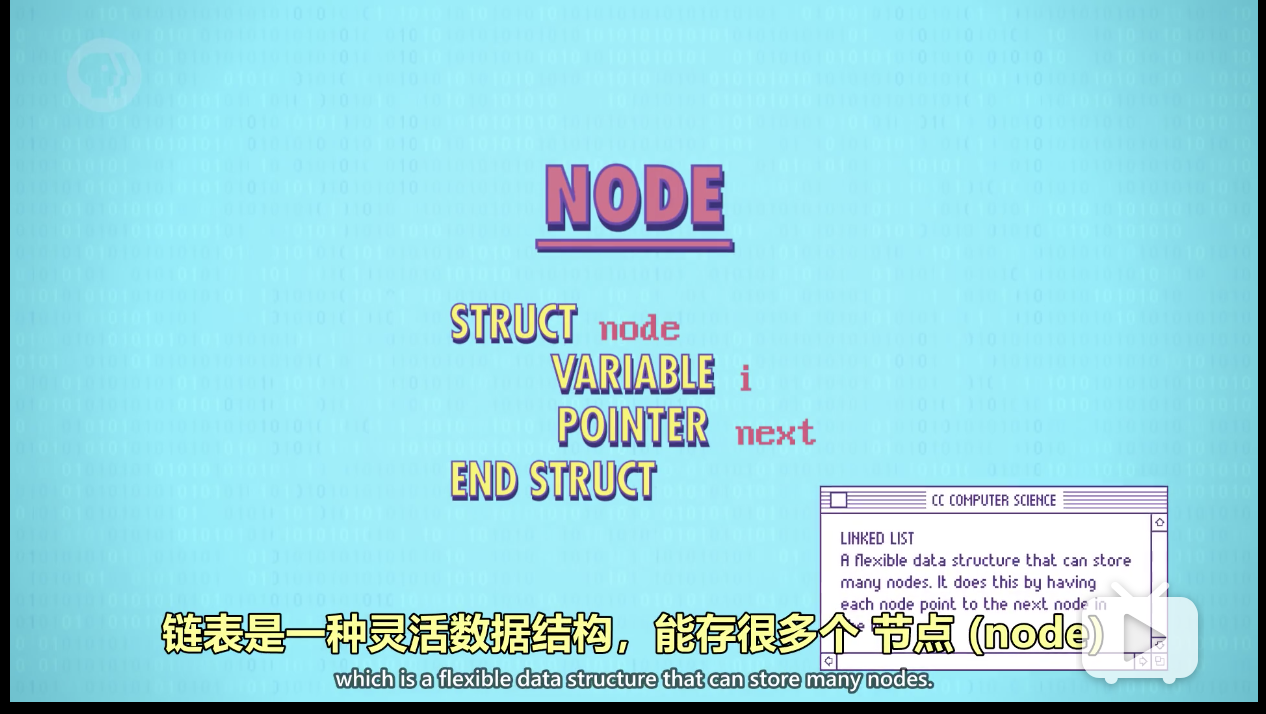 NODE
STRUCT node
VARIABLE i
POINTER next
END STRUCT
CC COMPUTER SCIENCE
LINKED LIST
A flexible data structure that can store
many nodes. It does this by having
each node point to the next node in
链表是一种灵活数据结构，能存很多个 节点 (node)
which is a flexible data structure that can store many nodes.